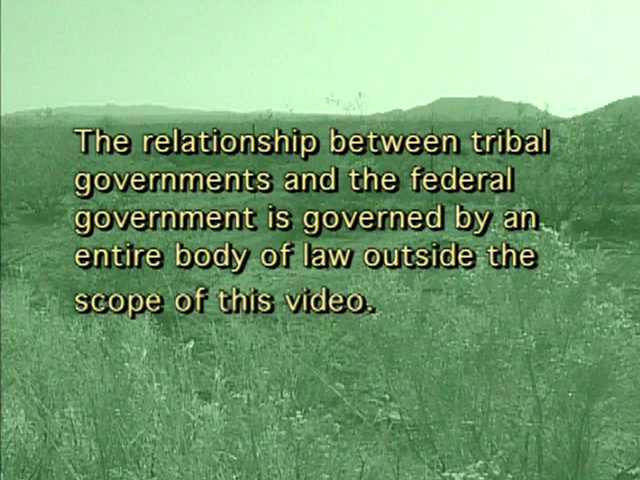 The relationship between tribal
governments and the federal
government is governed by an
entire body of law outside the
scope of this video.